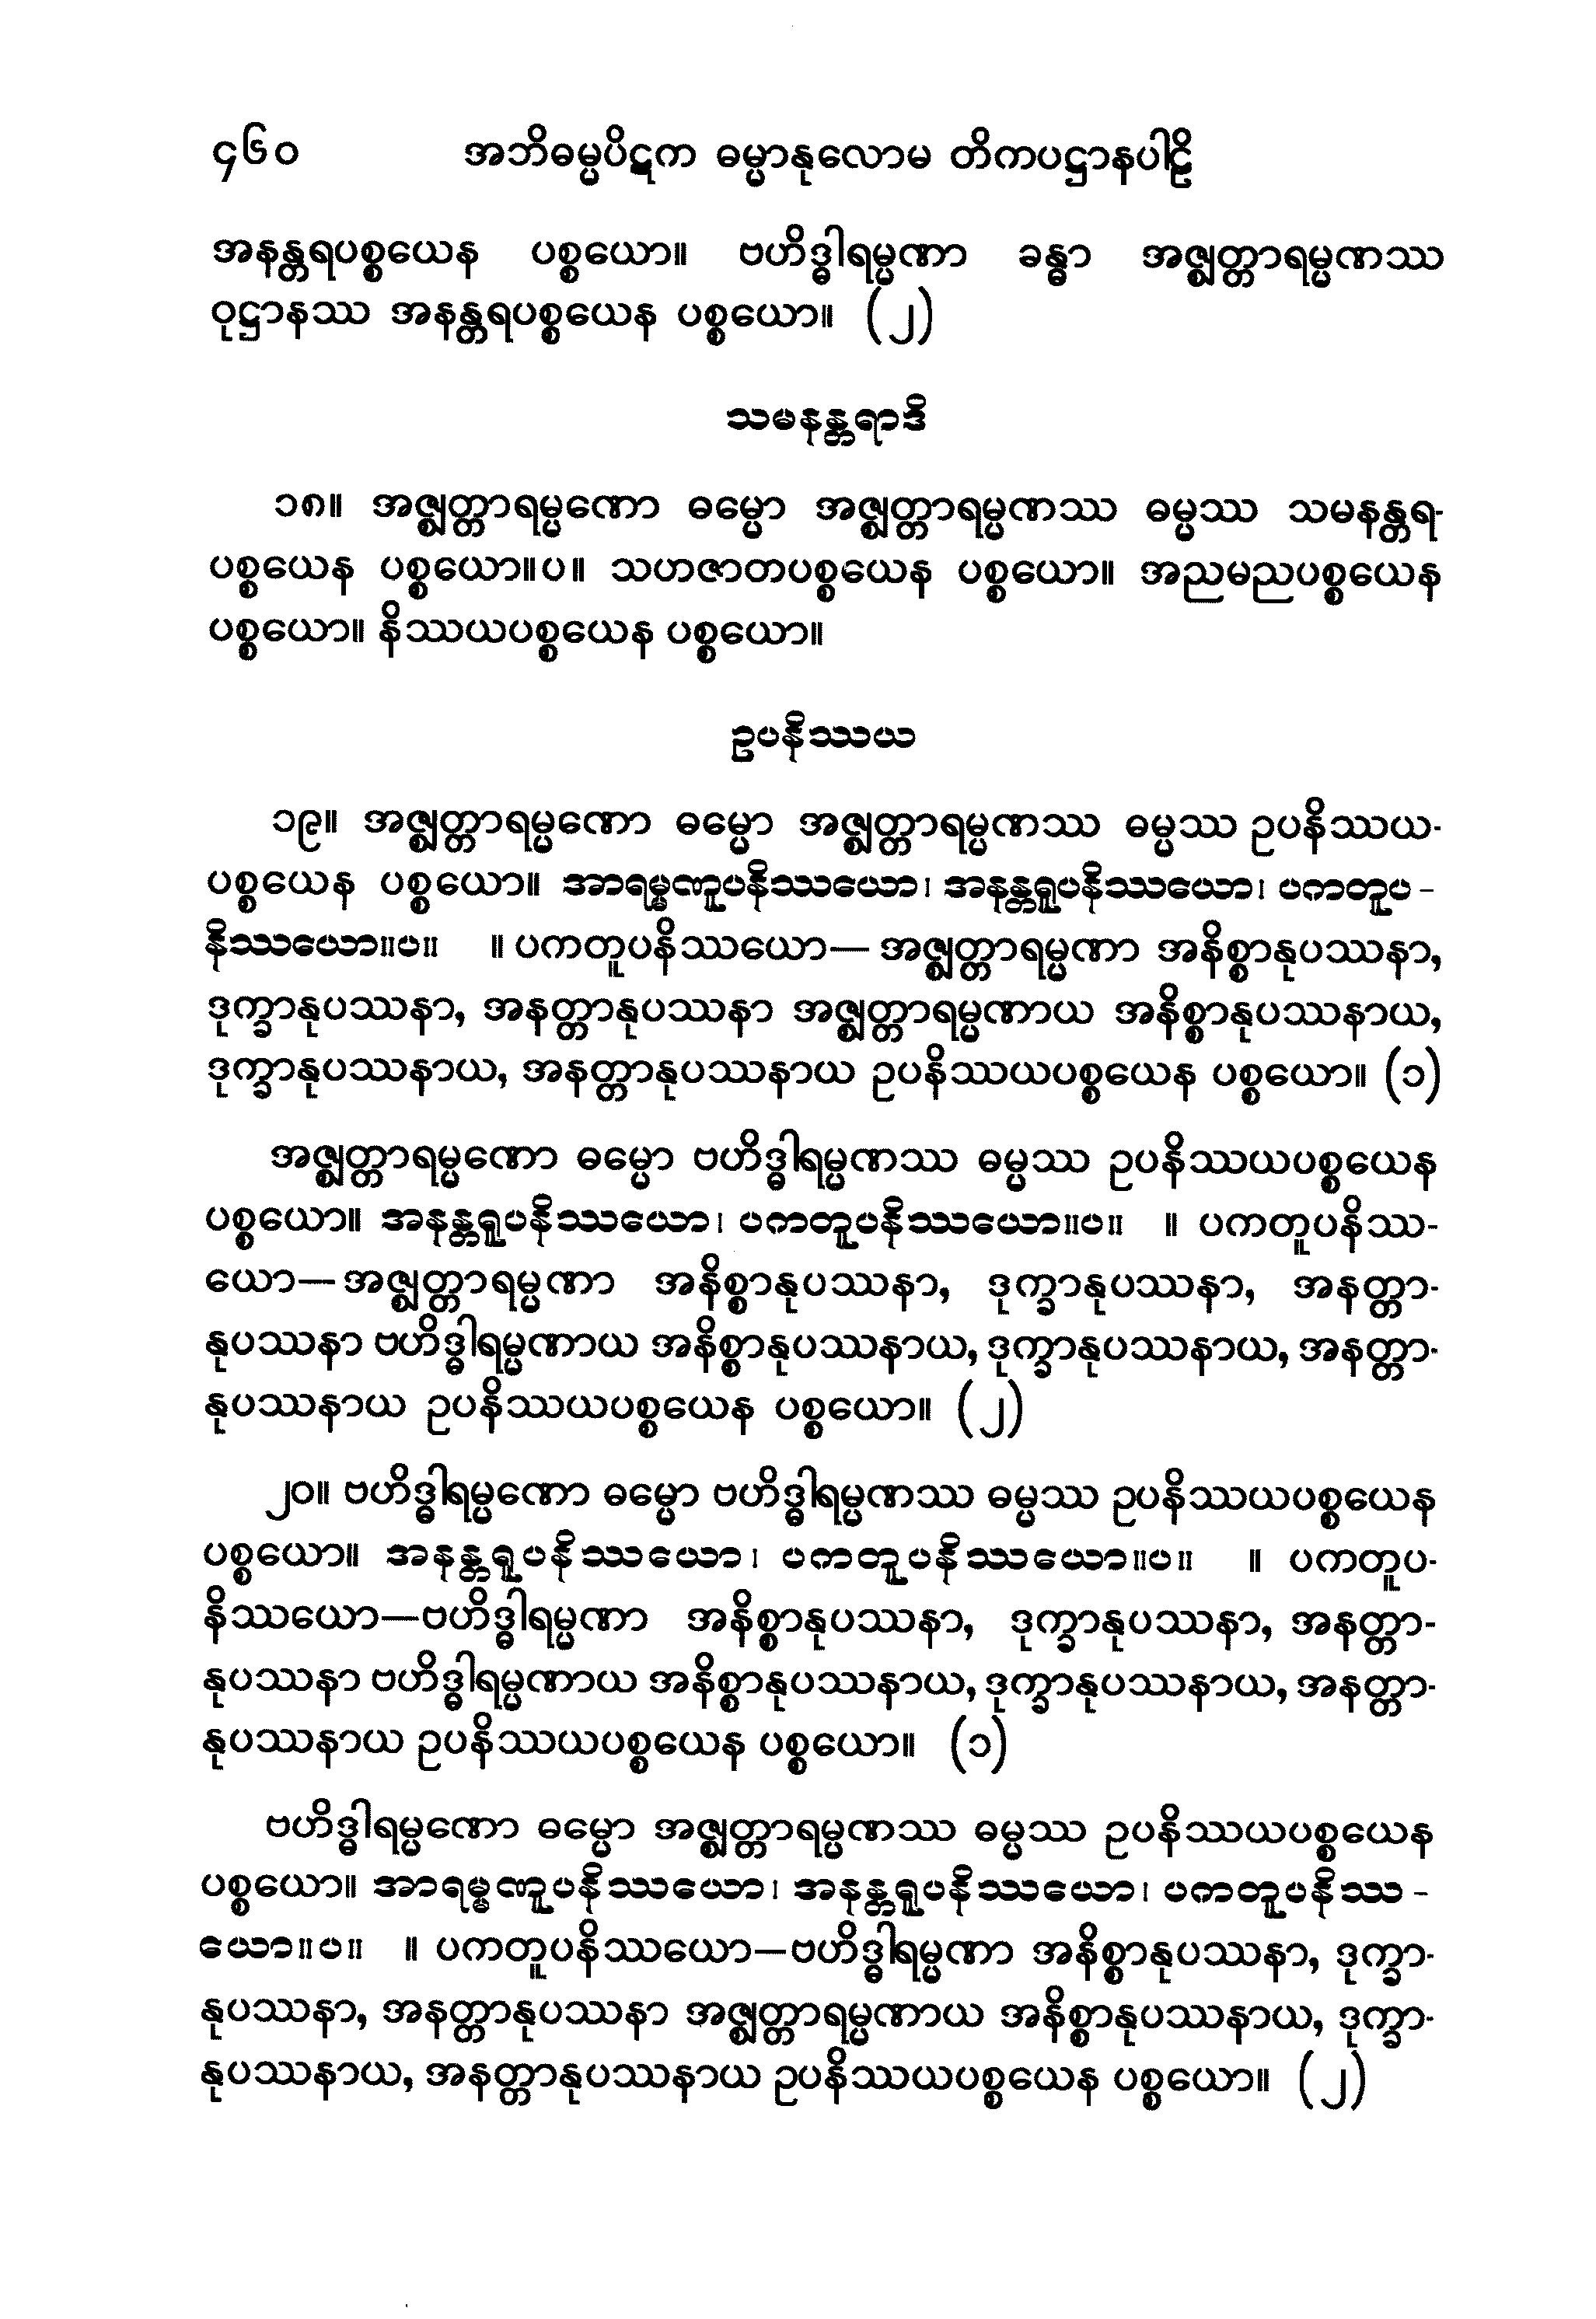 ၄၆၀ အဘိဓမ္မပိဋက ဓမ္မာနုလောမ တိကပဋ္ဌာနပါဠိ
အနန္တရပစ္စယေန ပစ္စယော။ ဗဟိဒ္ဓါရမ္မဏာ ခန္ဓာ အဇ္ဈတ္တာရမ္မဏဿ
ဝုဋ္ဌာနဿ အနန္တရပစ္စယေန ပစ္စယော။ (၂)
သမနန္တရာဒိ
၁၈။ အဇ္ဈတ္တာရမ္မဏော ဓမ္မော အဇ္ဈတ္တာရမ္မဏဿ ဓမ္မဿ သမနန္တရ-
ပစ္စယေန ပစ္စယော။ပ။ သဟဇာတပစ္စယေန ပစ္စယော။ အညမညပစ္စယေန
ပစ္စယော။ နိဿယပစ္စယေန ပစ္စယော။
ဥပနိဿယ
၁၉။ အဇ္ဈတ္တာရမ္မဏော ဓမ္မော အဇ္ဈတ္တာရမ္မဏဿ ဓမ္မဿ ဥပနိဿယ-
ပစ္စယေန ပစ္စယော။ အာရမ္မဏူပနိဿယော၊ အနန္တရူပနိဿယော၊ ပကတူပ-
နိဿယော။ပ။ ။ ပကတူပနိဿယော— အဇ္ဈတ္တာရမ္မဏာ အနိစ္စာနုပဿနာ,
ဒုက္ခာနုပဿနာ, အနတ္တာနုပဿနာ အဇ္ဈတ္တာရမ္မဏာယ အနိစ္စာနုပဿနာယ,
ဒုက္ခာနုပဿနာယ, အနတ္တာနုပဿနာယ ဥပနိဿယပစ္စယေန ပစ္စယော။ (၁)
အဇ္ဈတ္တာရမ္မဏော ဓမ္မော ဗဟိဒ္ဓါရမ္မဏဿ ဓမ္မဿ ဥပနိဿယပစ္စယေန
ပစ္စယော။ အနန္တရူပနိဿယော၊ ပကတူပနိဿယော။ပ။ ။ ပကတူပနိဿ-
ယော— အဇ္ဈတ္တာရမ္မဏာ အနိစ္စာနုပဿနာ, ဒုက္ခာနုပဿနာ, အနတ္တာ-
နုပဿနာ ဗဟိဒ္ဓါရမ္မဏာယ အနိစ္စာနုပဿနာယ, ဒုက္ခာနုပဿနာယ, အနတ္တာ-
နုပဿနာယ ဥပနိဿယပစ္စယေန ပစ္စယော။ (၂)
၂၀။ ဗဟိဒ္ဓါရမ္မဏော ဓမ္မော ဗဟိဒ္ဓါရမ္မဏဿ ဓမ္မဿ ဥပနိဿယပစ္စယေန
ပစ္စယော။ အနန္တရူပနိဿယော၊ ပကတူပနိဿယော။ပ။ ။ ပကတူပ-
နိဿယော—ဗဟိဒ္ဓါရမ္မဏာ အနိစ္စာနုပဿနာ, ဒုက္ခာနုပဿနာ, အနတ္တာ-
နုပဿနာ ဗဟိဒ္ဓါရမ္မဏာယ အနိစ္စာနုပဿနာယ, ဒုက္ခာနုပဿနာယ, အနတ္တာ-
နုပဿနာယ ဥပနိဿယပစ္စယေန ပစ္စယော။ (၁)
ဗဟိဒ္ဓါရမ္မဏော ဓမ္မော အဇ္ဈတ္တာရမ္မဏဿ ဓမ္မဿ ဥပနိဿယပစ္စယေန
ပစ္စယော။ အာရမ္မဏူပနိဿယော၊ အနန္တရူပနိဿယော၊ ပကတူပနိဿ-
ယော။ပ။ ။ ပကတူပနိဿယော—ဗဟိဒ္ဓါရမ္မဏာ အနိစ္စာနုပဿနာ, ဒုက္ခာ-
နုပဿနာ, အနတ္တာနုပဿနာ အဇ္ဈတ္တာရမ္မဏာယ အနိစ္စာနုပဿနာယ, ဒုက္ခာ-
နုပဿနာယ, အနတ္တာနုပဿနာယ ဥပနိဿယပစ္စယေန ပစ္စယော။ (၂)